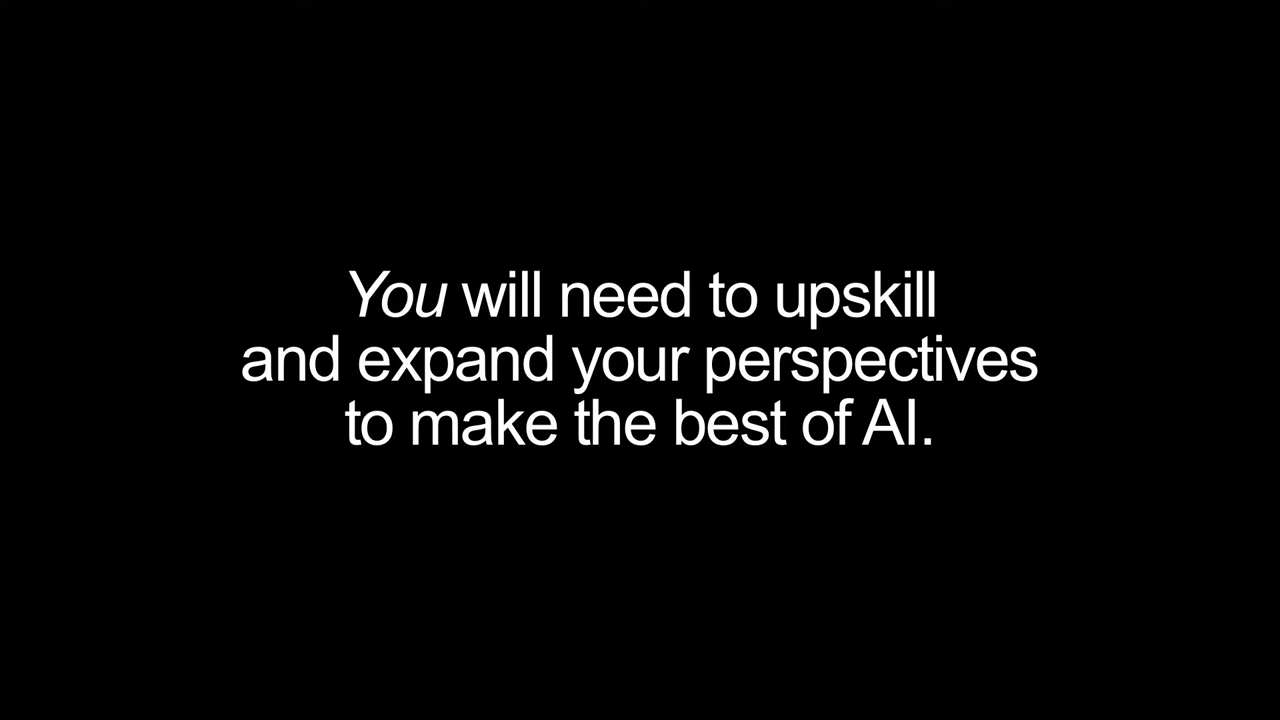 You will need to upskill
and expand your perspectives
to make the best of AI.